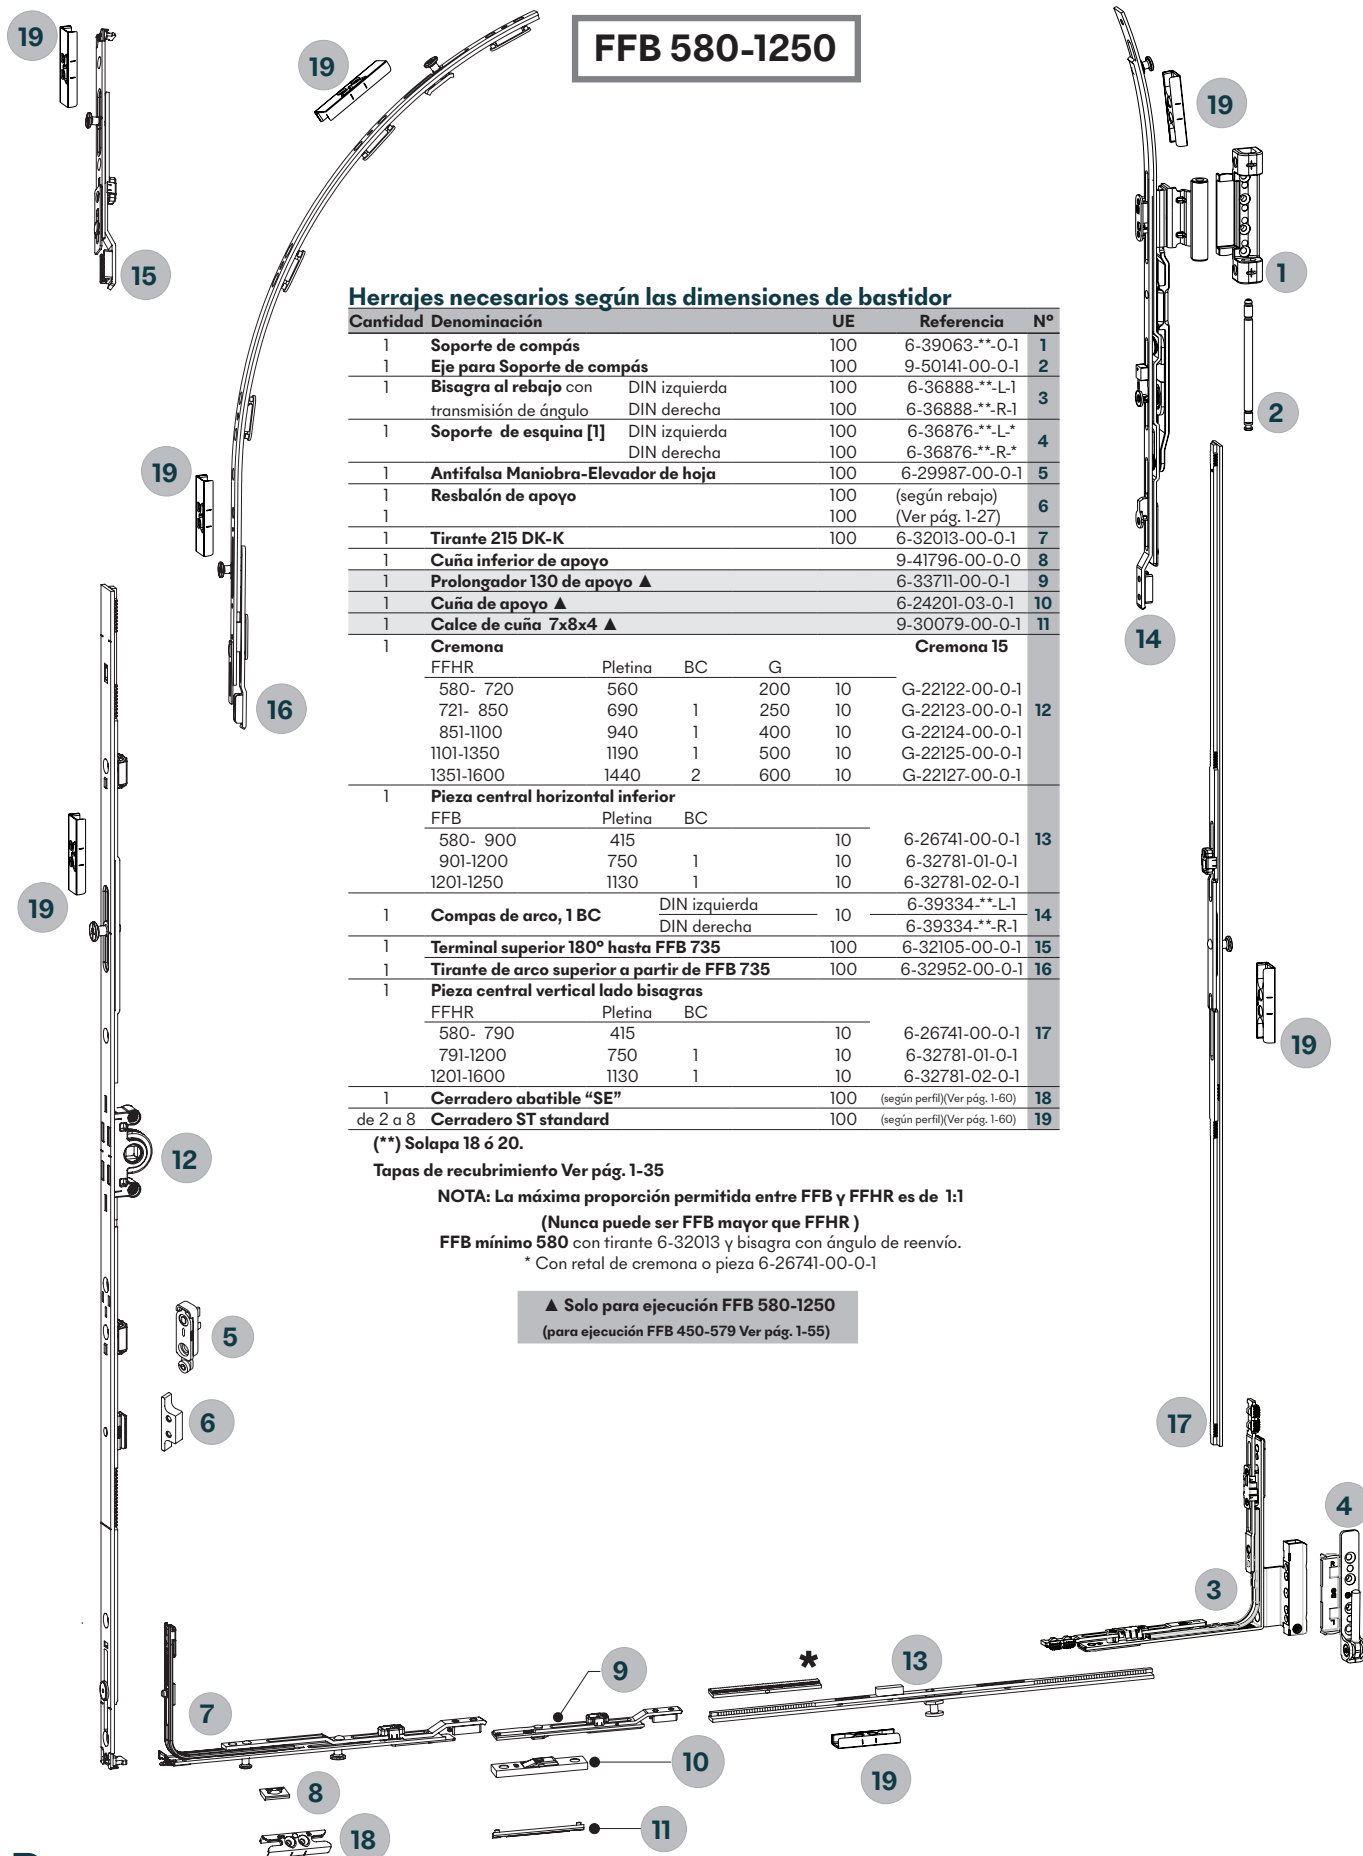 FFB 580-1250
19
19
19
15
1
2
Herrajes necesarios según las dimensiones de bastidor
Cantidad Denominación UE Referencia Nº
1 Soporte de compás 100 6-39063-**-0-1 1
1 Eje para Soporte de compás 100 9-50141-00-0-1 2
1 Bisagra al rebajo con DIN izquierda 100 6-36888-**-L-1 3
transmisión de ángulo DIN derecha 100 6-36888-**-R-1
1 Soporte de esquina [1] DIN izquierda 100 6-36876-**-L-* 4
DIN derecha 100 6-36876-**-R-*
1 Antifalsa Maniobra-Elevador de hoja 100 6-29987-00-0-1 5
1 Resbalón de apoyo 100 (según rebajo) 6
1 100 (Ver pág. 1-27)
1 Tirante 215 DK-K 100 6-32013-00-0-1 7
1 Cuña inferior de apoyo 9-41796-00-0-0 8
1 Prolongador 130 de apoyo ▲ 6-33711-00-0-1 9
1 Cuña de apoyo ▲ 6-24201-03-0-1 10
1 Calce de cuña 7x8x4 ▲ 9-30079-00-0-1 11
1 Cremona Cremona 15
FFHR Pletina BC G
580- 720 560 200 10 G-22122-00-0-1
721- 850 690 1 250 10 G-22123-00-0-1 12
851-1100 940 1 400 10 G-22124-00-0-1
1101-1350 1190 1 500 10 G-22125-00-0-1
1351-1600 1440 2 600 10 G-22127-00-0-1
1 Pieza central horizontal inferior
FFB Pletina BC
580- 900 415 10 6-26741-00-0-1 13
901-1200 750 1 10 6-32781-01-0-1
1201-1250 1130 1 10 6-32781-02-0-1
1 Compas de arco, 1 BC DIN izquierda 10 6-39334-**-L-1 14
DIN derecha 6-39334-**-R-1
1 Terminal superior 180º hasta FFB 735 100 6-32105-00-0-1 15
1 Tirante de arco superior a partir de FFB 735 100 6-32952-00-0-1 16
1 Pieza central vertical lado bisagras
FFHR Pletina BC
580- 790 415 10 6-26741-00-0-1 17
791-1200 750 1 10 6-32781-01-0-1
1201-1600 1130 1 10 6-32781-02-0-1
1 Cerradero abatible “SE” 100 (según perfil)(Ver pág. 1-60) 18
de 2 a 8 Cerradero ST standard 100 (según perfil)(Ver pág. 1-60) 19
(**) Solapa 18 ó 20.
Tapas de recubrimiento Ver pág. 1-35
NOTA: La máxima proporción permitida entre FFB y FFHR es de 1:1
(Nunca puede ser FFB mayor que FFHR )
FFB mínimo 580 con tirante 6-32013 y bisagra con ángulo de reenvío.
* Con retal de cremona o pieza 6-26741-00-0-1
▲ Solo para ejecución FFB 580-1250
(para ejecución FFB 450-579 Ver pág. 1-55)
19
14
16
19
19
12
5
6
17
4
3
*
13
9
7
10
19
8
11
18